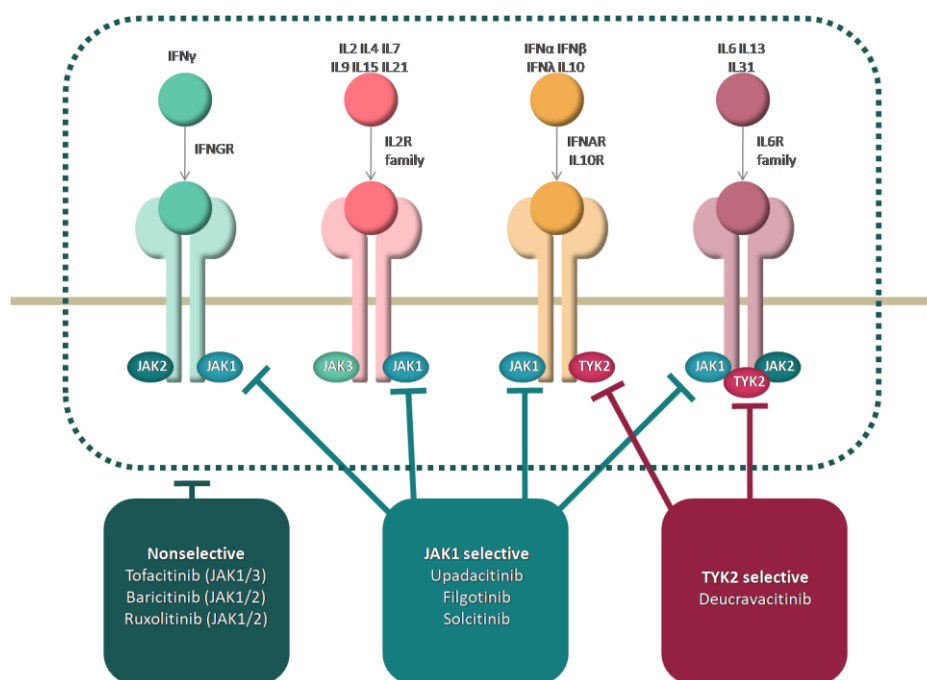 IFNγ
IL2 IL4 IL7
IL9 IL15 IL21
IFNα IFNβ
IFNλ IL10
IL6 IL13
IL31
IFNGR
IL2R
family
IFNAR
IL10R
IL6R
family
JAK2
JAK1
JAK3
JAK1
JAK1
TYK2
JAK1
TYK2
JAK2
Nonselective
Tofacitinib (JAK1/3)
Baricitinib (JAK1/2)
Ruxolitinib (JAK1/2)
JAK1 selective
Upadacitinib
Filgotinib
Solcitinib
TYK2 selective
Deucravacitinib